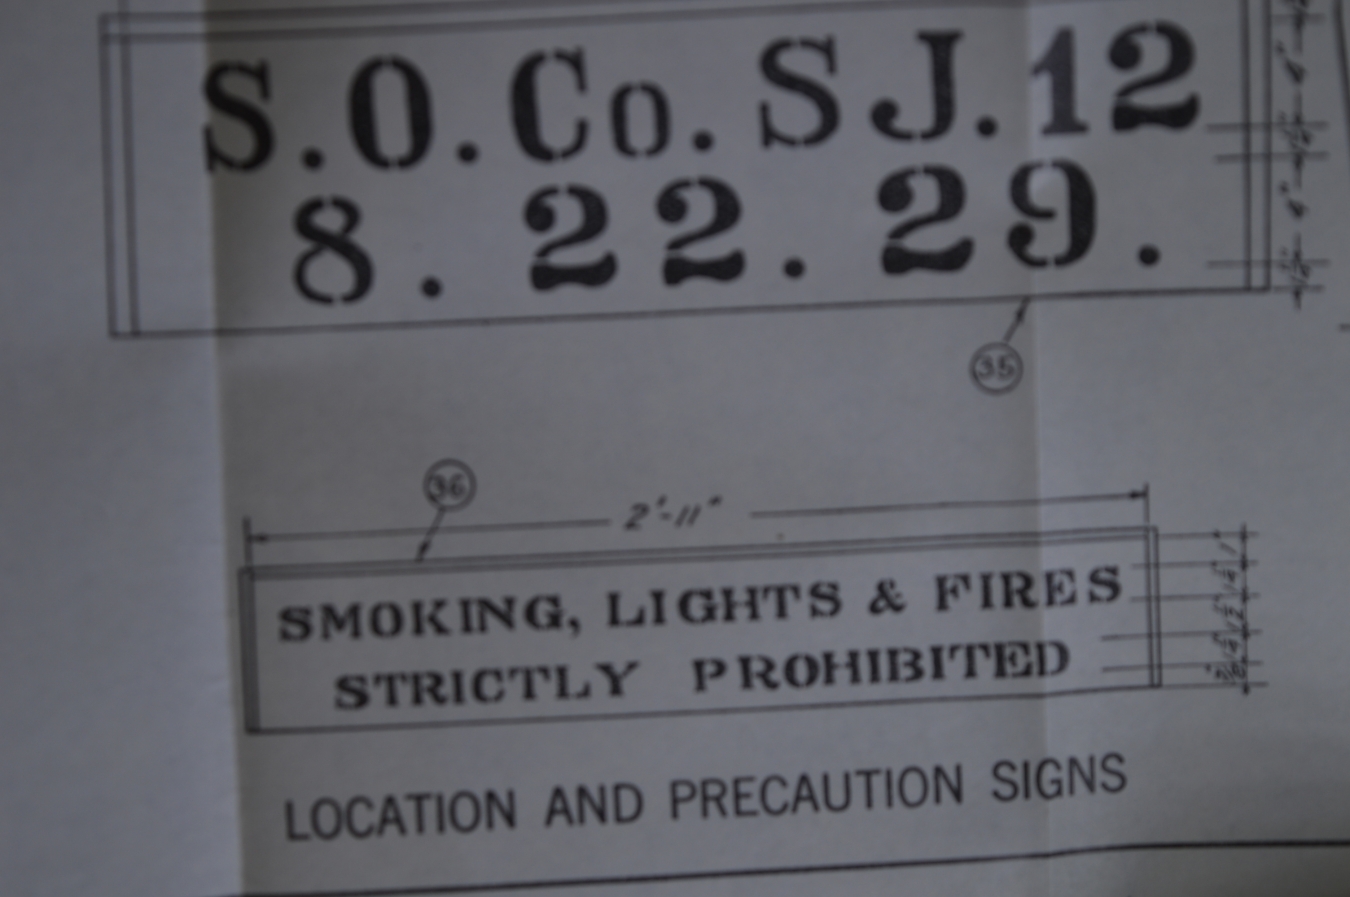 S.O.Co. SJ.12
8. 22. 29.
35
36
2'-11"
SMOKING, LIGHTS & FIRES
STRICTLY PROHIBITED
LOCATION AND PRECAUTION SIGNS